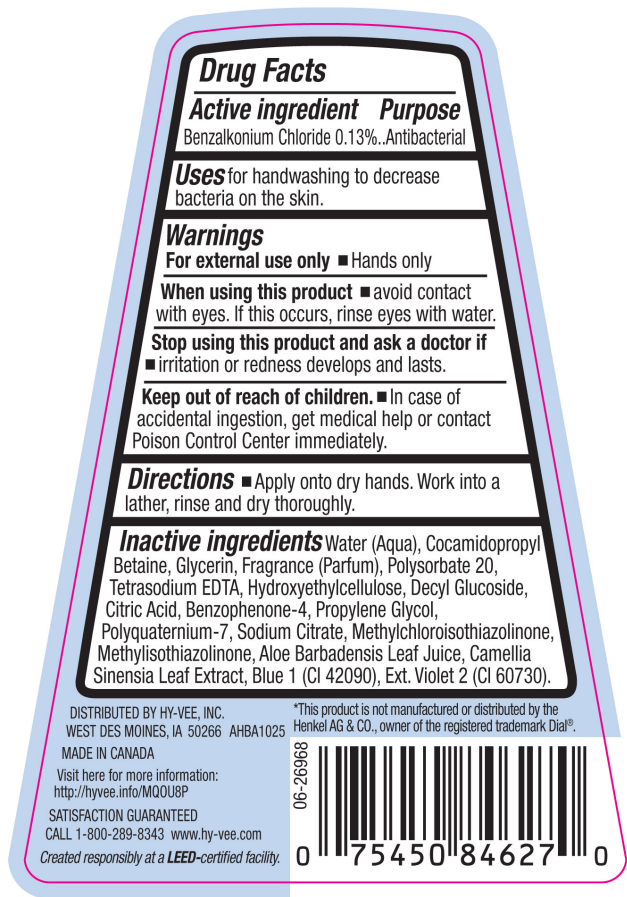 Drug Facts
Active ingredient Purpose
Benzalkonium Chloride 0.13%..Antibacterial
Uses for handwashing to decrease
bacteria on the skin.
Warnings
For external use only ■ Hands only
When using this product ■ avoid contact
with eyes. If this occurs, rinse eyes with water.
Stop using this product and ask a doctor if
■ irritation or redness develops and lasts.
Keep out of reach of children. ■ In case of
accidental ingestion, get medical help or contact
Poison Control Center immediately.
Directions ■ Apply onto dry hands. Work into a
lather, rinse and dry thoroughly.
Inactive ingredients Water (Aqua), Cocamidopropyl
Betaine, Glycerin, Fragrance (Parfum), Polysorbate 20,
Tetrasodium EDTA, Hydroxyethylcellulose, Decyl Glucoside,
Citric Acid, Benzophenone-4, Propylene Glycol,
Polyquaternium-7, Sodium Citrate, Methylchloroisothiazolinone,
Methylisothiazolinone, Aloe Barbadensis Leaf Juice, Camellia
Sinensia Leaf Extract, Blue 1 (CI 42090), Ext. Violet 2 (CI 60730).
DISTRIBUTED BY HY-VEE, INC.
WEST DES MOINES, IA 50266 AHBA1025
MADE IN CANADA
Visit here for more information:
http://hyvee.info/MQOU8P
SATISFACTION GUARANTEED
CALL 1-800-289-8343 www.hy-vee.com
Created responsibly at a LEED-certified facility.
*This product is not manufactured or distributed by the
Henkel AG & CO., owner of the registered trademark Dial®.
06-26968
0 75450 84627 0